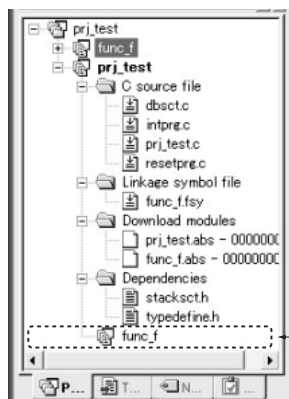 prj_test
func_f
prj_test
C source file
dbsct.c
intprg.c
prj_test.c
resetprg.c
Linkage symbol file
func_f.fsy
Download modules
prj_test.abs - 0000000
func_f.abs - 0000000
Dependencies
stacksct.h
typedefine.h
func_f
P... T... N... ...